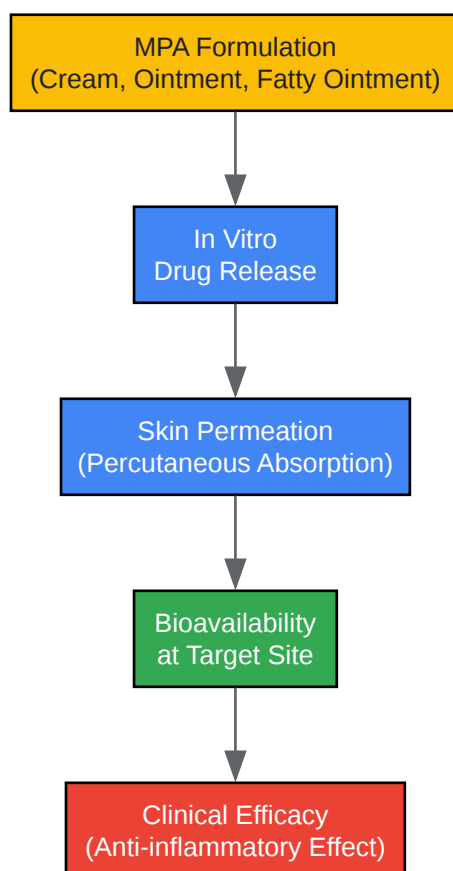 MPA Formulation
(Cream, Ointment, Fatty Ointment)
In Vitro
Drug Release
Skin Permeation
(Percutaneous Absorption)
Bioavailability
at Target Site
Clinical Efficacy
(Anti-inflammatory Effect)